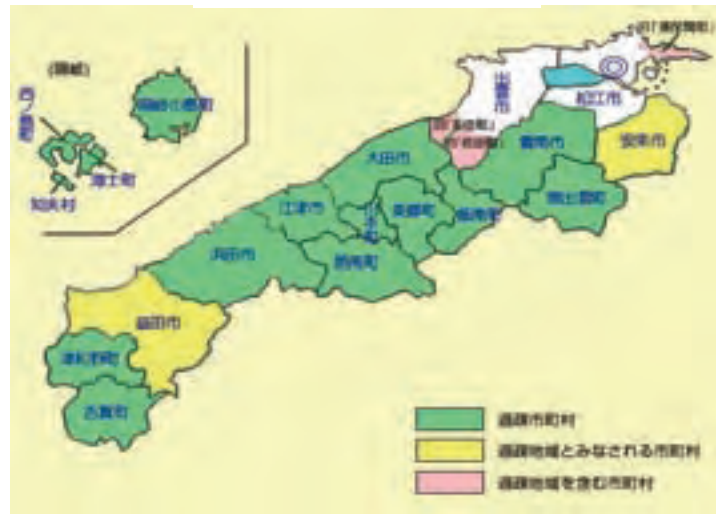 (隠岐)
西ノ島町
隠岐の島町
海士町
知夫村
出雲市
松江市
安来市
雲南市
奥出雲町
大田市
飯南町
美郷町
川本町
江津市
邑南町
浜田市
益田市
津和野町
吉賀町
過疎市町村
過疎地域とみなされる市町村
過疎地域を含む市町村